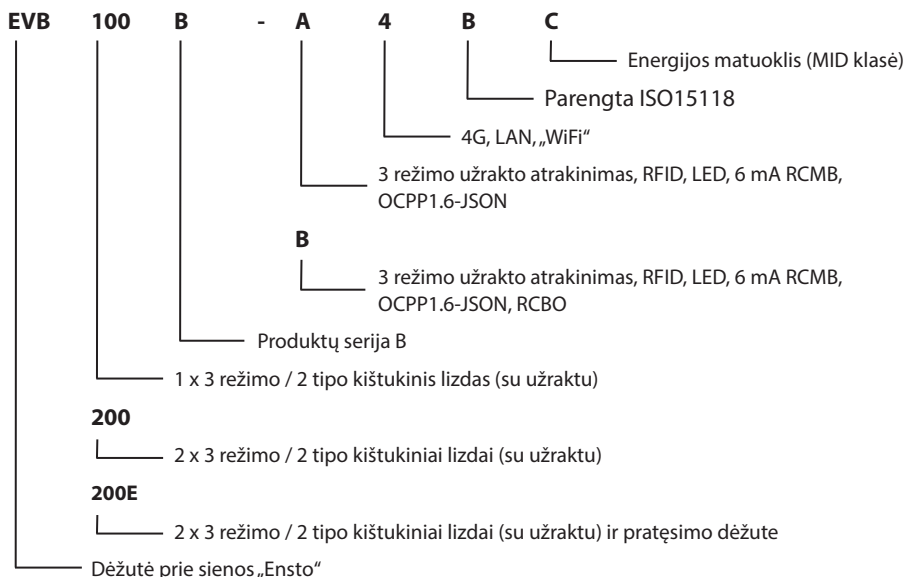 EVB 100 B - A 4 B C
Energijos matuoklis (MID klasė)
Parengta ISO15118
4G, LAN, „WiFi“
3 režimo užrakto atrakinimas, RFID, LED, 6 mA RCMB,
OCPP1.6-JSON
B
3 režimo užrakto atrakinimas, RFID, LED, 6 mA RCMB,
OCPP1.6-JSON, RCBO
Produktų serija B
1 x 3 režimo / 2 tipo kištukinis lizdas (su užraktu)
200
2 x 3 režimo / 2 tipo kištukiniai lizdai (su užraktu)
200E
2 x 3 režimo / 2 tipo kištukiniai lizdai (su užraktu) ir pratęsimo dėžute
Dėžutė prie sienos „Ensto“